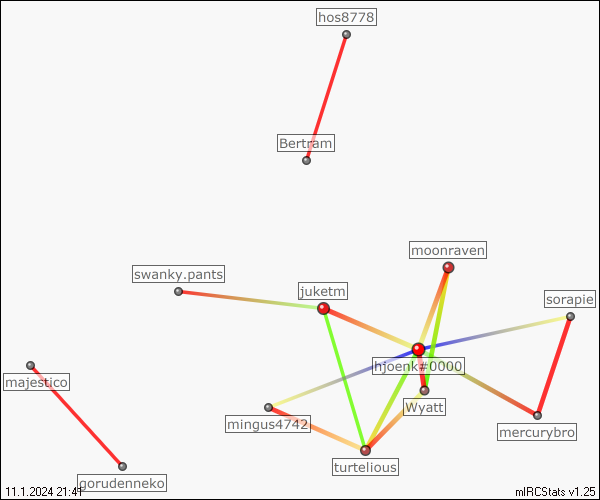 hos8778
Bertram
moonraven
swanky.pants
juketm
sorapie
hjoenk#0000
majestico
Wyatt
mingus4742
mercurybro
turtelious
gorudenneko
11.1.2024 21:41
mIRCStats v1.25